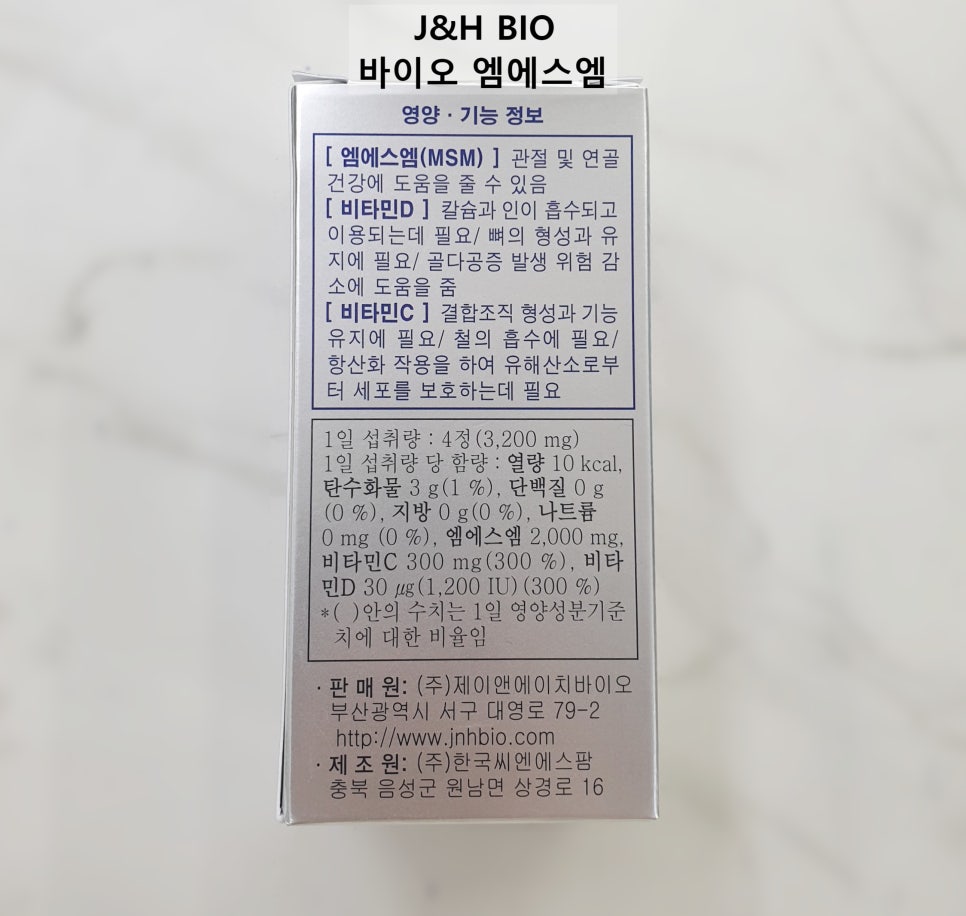 J&H BIO
바이오 엠에스엠
영양 · 기능 정보
[ 엠에스엠(MSM) ] 관절 및 연골
건강에 도움을 줄 수 있음
[ 비타민D ] 칼슘과 인이 흡수되고
이용되는데 필요/ 뼈의 형성과 유
지에 필요/ 골다공증 발생 위험 감
소에 도움을 줌
[ 비타민C ] 결합조직 형성과 기능
유지에 필요/ 철의 흡수에 필요/
항산화 작용을 하여 유해산소로부
터 세포를 보호하는데 필요
1일 섭취량 : 4정(3,200 mg)
1일 섭취량 당 함량 : 열량 10 kcal,
탄수화물 3 g(1 %), 단백질 0 g
(0 %), 지방 0 g(0 %), 나트륨
0 mg (0 %), 엠에스엠 2,000 mg,
비타민C 300 mg(300 %), 비타
민D 30 ㎍(1,200 IU) (300 %)
*( )안의 수치는 1일 영양성분기준
치에 대한 비율임
· 판 매 원: (주)제이앤에이치바이오
부산광역시 서구 대영로 79-2
http://www.jnhbio.com
· 제 조 원: (주)한국씨엔에스팜
충북 음성군 원남면 상경로 16